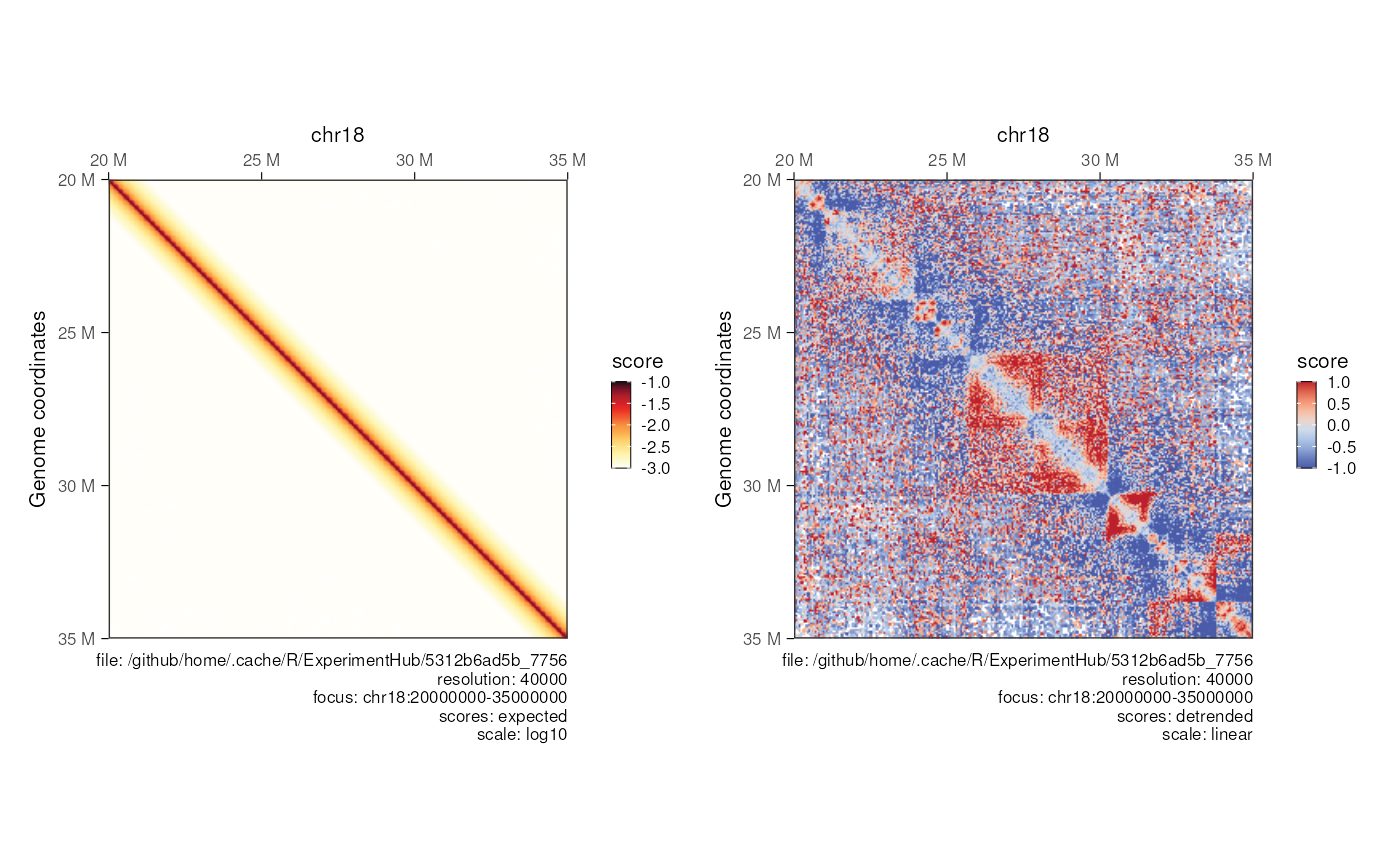 chr18
20 M 25 M 30 M 35 M
20 M
25 M
30 M
35 M
Genome coordinates
score
-1.0
-1.5
-2.0
-2.5
-3.0
file: /github/home/.cache/R/ExperimentHub/5312b6ad5b_7756
resolution: 40000
focus: chr18:20000000-35000000
scores: expected
scale: log10
chr18
20 M 25 M 30 M 35 M
20 M
25 M
30 M
35 M
Genome coordinates
score
1.0
0.5
0.0
-0.5
-1.0
file: /github/home/.cache/R/ExperimentHub/5312b6ad5b_7756
resolution: 40000
focus: chr18:20000000-35000000
scores: detrended
scale: linear